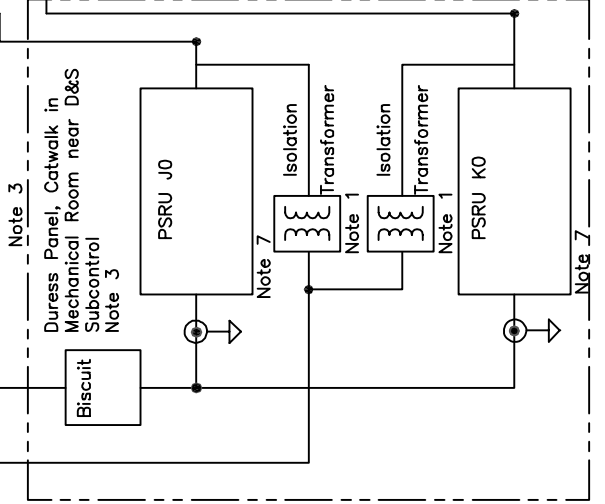 Note 3
Duress Panel, Catwalk in
Mechanical Room near D&S
Subcontrol
Note 3
Biscuit
PSRU J0
Note 7
Isolation
Transformer
Note 1
Isolation
Transformer
Note 1
PSRU K0
Note 7